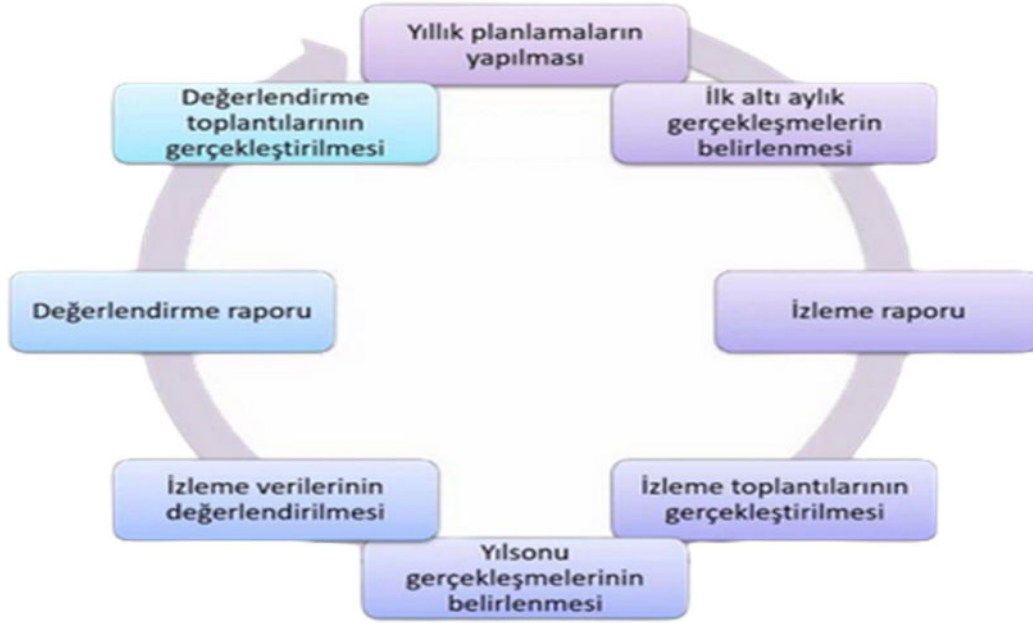 Yıllık planlamaların
yapılması
İlk altı aylık
gerçekleşmelerin
belirlenmesi
İzleme raporu
İzleme toplantılarının
gerçekleştirilmesi
Yılsonu
gerçekleşmelerinin
belirlenmesi
İzleme verilerinin
değerlendirilmesi
Değerlendirme raporu
Değerlendirme
toplantılarının
gerçekleştirilmesi